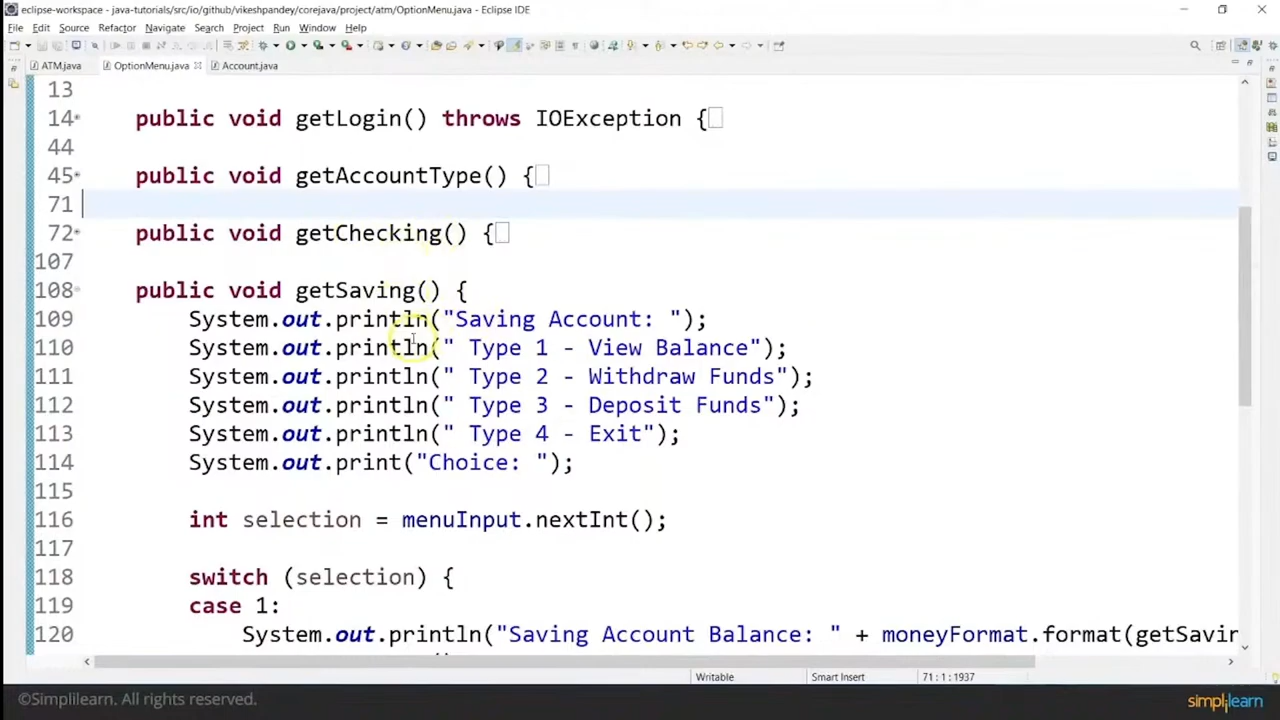 eclipse-workspace - java-tutorials/src/io/github/vikeshpandey/corejava/project/atm/OptionMenu.java - Eclipse IDE
File Edit Source Refactor Navigate Search Project Run Window Help
ATM.java OptionMenu.java Account.java
13
14 public void getLogin() throws IOException {
44
45 public void getAccountType() {
71
72 public void getChecking() {
107
108 public void getSaving() {
109 System.out.println("Saving Account: ");
110 System.out.println(" Type 1 - View Balance");
111 System.out.println(" Type 2 - Withdraw Funds");
112 System.out.println(" Type 3 - Deposit Funds");
113 System.out.println(" Type 4 - Exit");
114 System.out.print("Choice: ");
115
116 int selection = menuInput.nextInt();
117
118 switch (selection) {
119 case 1:
120 System.out.println("Saving Account Balance: " + moneyFormat.format(getSavin
Writable Smart Insert 71 : 1 : 1937
©Simplilearn. All rights reserved. simplilearn